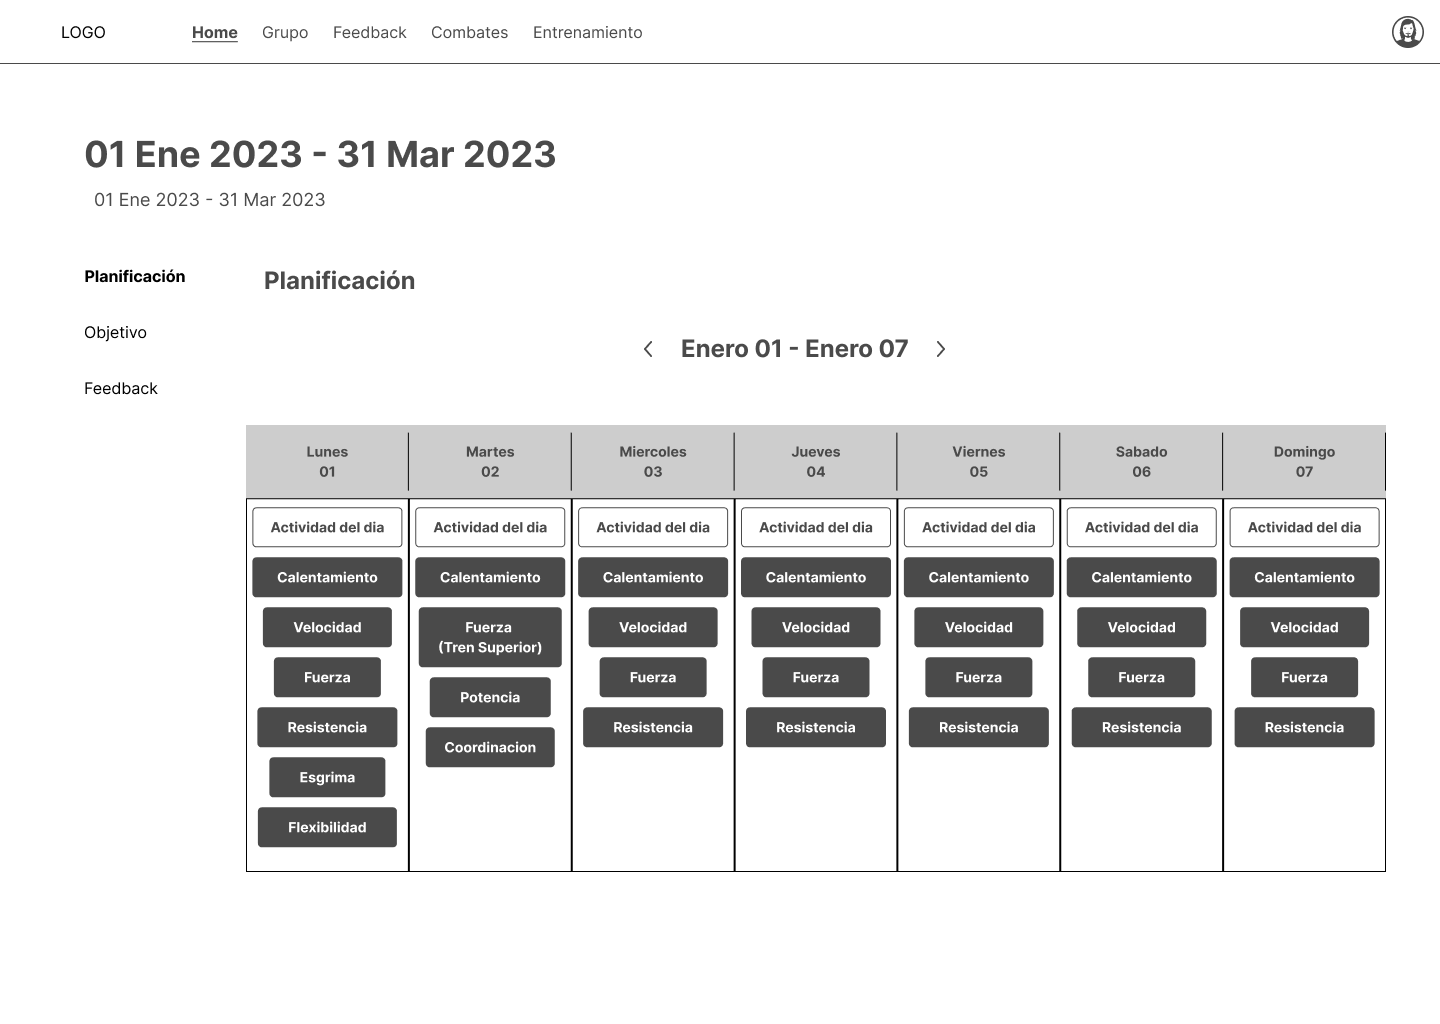 LOGO
Home Grupo Feedback Combates Entrenamiento
01 Ene 2023 - 31 Mar 2023
01 Ene 2023 - 31 Mar 2023
Planificación
Objetivo
Feedback
Planificación
Enero 01 - Enero 07
Lunes
01
Martes
02
Miercoles
03
Jueves
04
Viernes
05
Sabado
06
Domingo
07
Actividad del dia
Calentamiento
Velocidad
Fuerza
Resistencia
Esgrima
Flexibilidad
Actividad del dia
Calentamiento
Fuerza
(Tren Superior)
Potencia
Coordinacion
Actividad del dia
Calentamiento
Velocidad
Fuerza
Resistencia
Actividad del dia
Calentamiento
Velocidad
Fuerza
Resistencia
Actividad del dia
Calentamiento
Velocidad
Fuerza
Resistencia
Actividad del dia
Calentamiento
Velocidad
Fuerza
Resistencia
Actividad del dia
Calentamiento
Velocidad
Fuerza
Resistencia